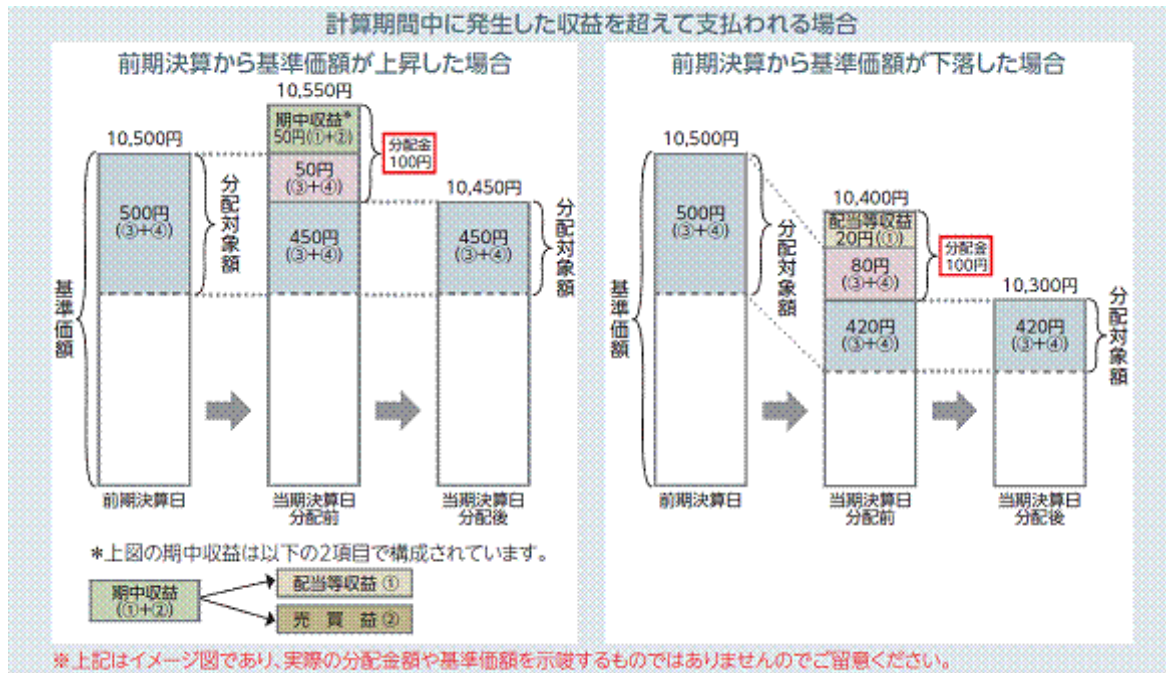 計算期間中に発生した収益を超えて支払われる場合
前期決算から基準価額が上昇した場合
10,550円
期中収益*
50円(①+②)
分配金
100円
10,500円
50円
(③+④)
10,450円
500円
(③+④)
分配対象額
450円
(③+④)
450円
(③+④)
分配対象額
基準価額
前期決算日
当期決算日
分配前
当期決算日
分配後
*上図の期中収益は以下の2項目で構成されています。
期中収益
(①+②)
配当等収益 ①
売 買 益 ②
前期決算から基準価額が下落した場合
10,500円
10,400円
500円
(③+④)
分配対象額
配当等収益
20円(①)
分配金
100円
80円
(③+④)
10,300円
420円
(③+④)
420円
(③+④)
分配対象額
基準価額
前期決算日
当期決算日
分配前
当期決算日
分配後
※上記はイメージ図であり、実際の分配金額や基準価額を示唆するものではありませんのでご留意ください。